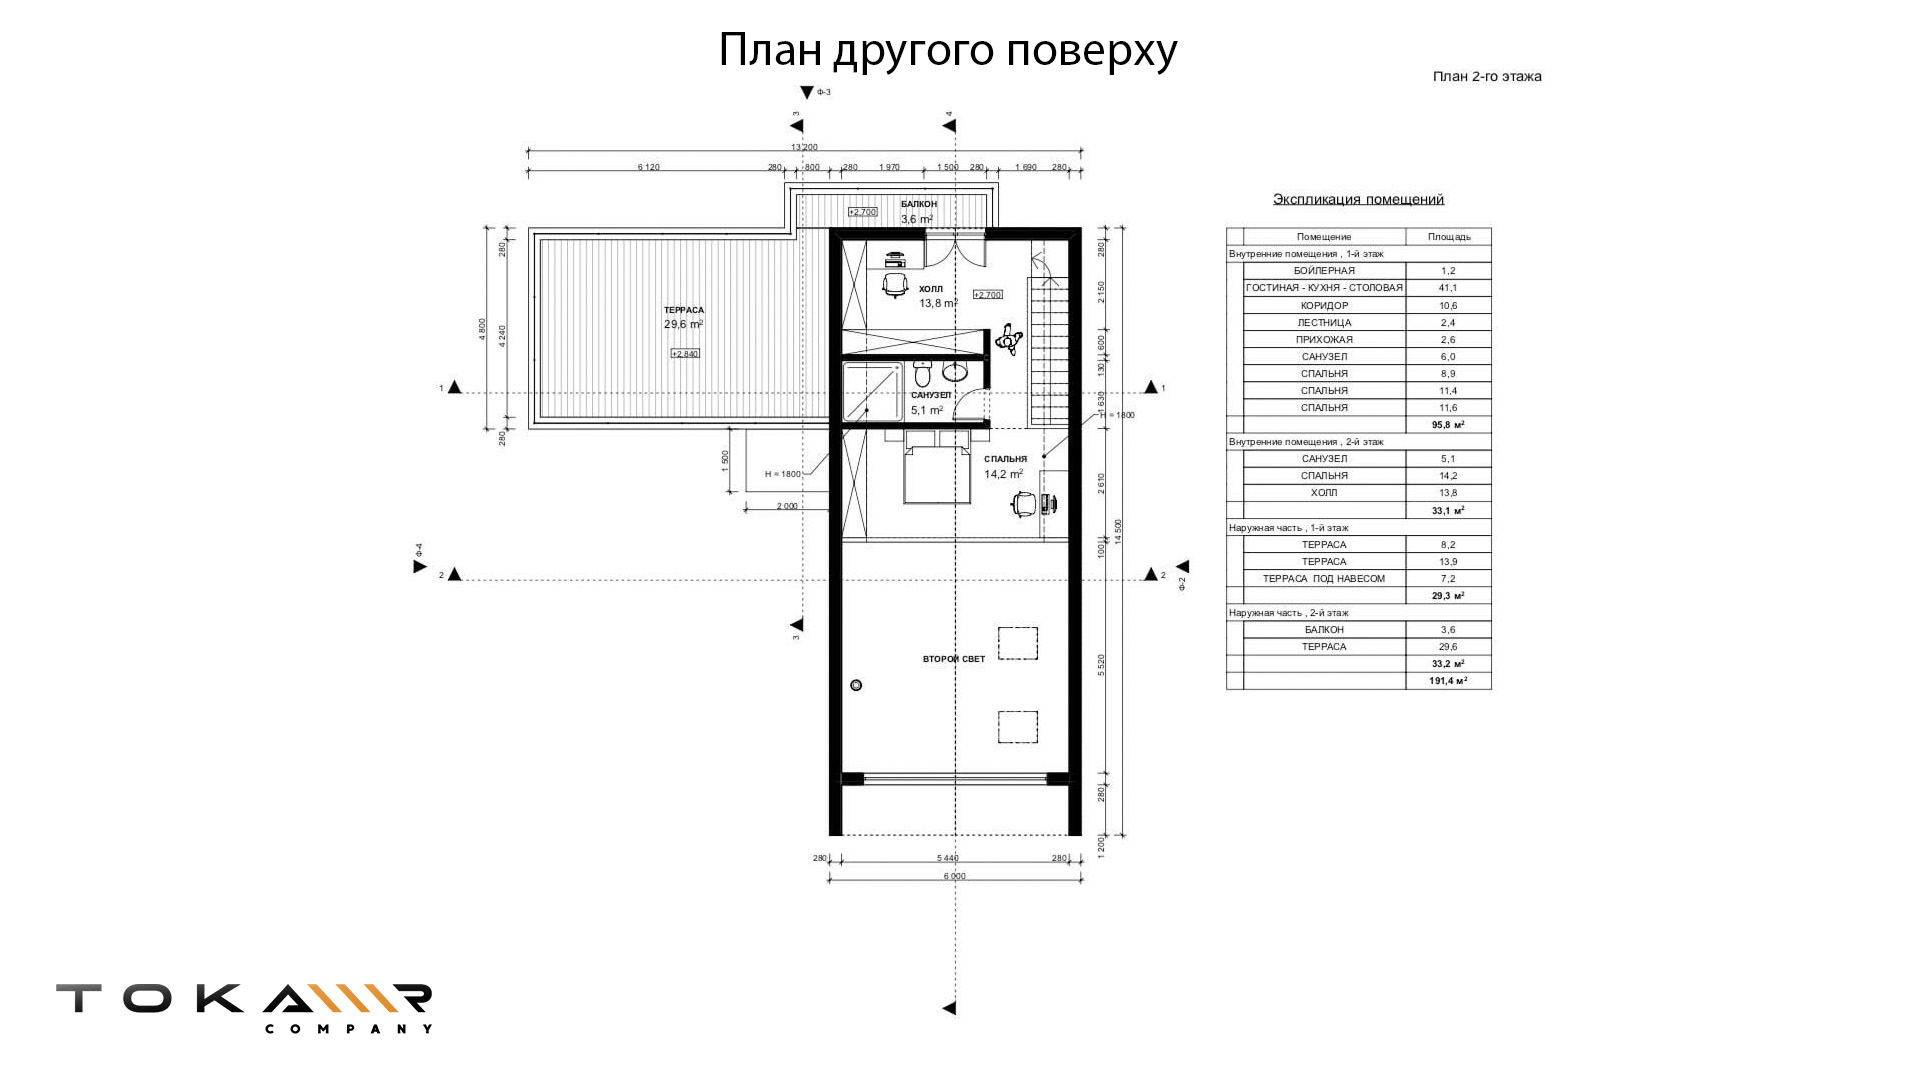 План другого поверху
План 2-го этажа
Ф-3
3
4
13 200
6 120
280
800
280
1 970
1 500
280
1 690
280
БАЛКОН
+2,700
3,6 m²
4 800
280
4 240
280
ТЕРРАСА
29,6 m²
+2,840
ХОЛЛ
13,8 m²
+2,700
САНУЗЕЛ
5,1 m²
СПАЛЬНЯ
14,2 m²
H = 1800
H = 1800
1 500
2 000
1
1
2
2
Ф-4
Ф-2
3
280
2 150
600
130
1 630
2 610
100
14 500
5 520
280
1 200
ВТОРОЙ СВЕТ
280
5 440
280
6 000
Экспликация помещений
Помещение Площадь
Внутренние помещения , 1-й этаж
БОЙЛЕРНАЯ 1,2
ГОСТИНАЯ - КУХНЯ - СТОЛОВАЯ 41,1
КОРИДОР 10,6
ЛЕСТНИЦА 2,4
ПРИХОЖАЯ 2,6
САНУЗЕЛ 6,0
СПАЛЬНЯ 8,9
СПАЛЬНЯ 11,4
СПАЛЬНЯ 11,6
95,8 м²
Внутренние помещения , 2-й этаж
САНУЗЕЛ 5,1
СПАЛЬНЯ 14,2
ХОЛЛ 13,8
33,1 м²
Наружная часть , 1-й этаж
ТЕРРАСА 8,2
ТЕРРАСА 13,9
ТЕРРАСА ПОД НАВЕСОМ 7,2
29,3 м²
Наружная часть , 2-й этаж
БАЛКОН 3,6
ТЕРРАСА 29,6
33,2 м²
191,4 м²
TOKAR
COMPANY